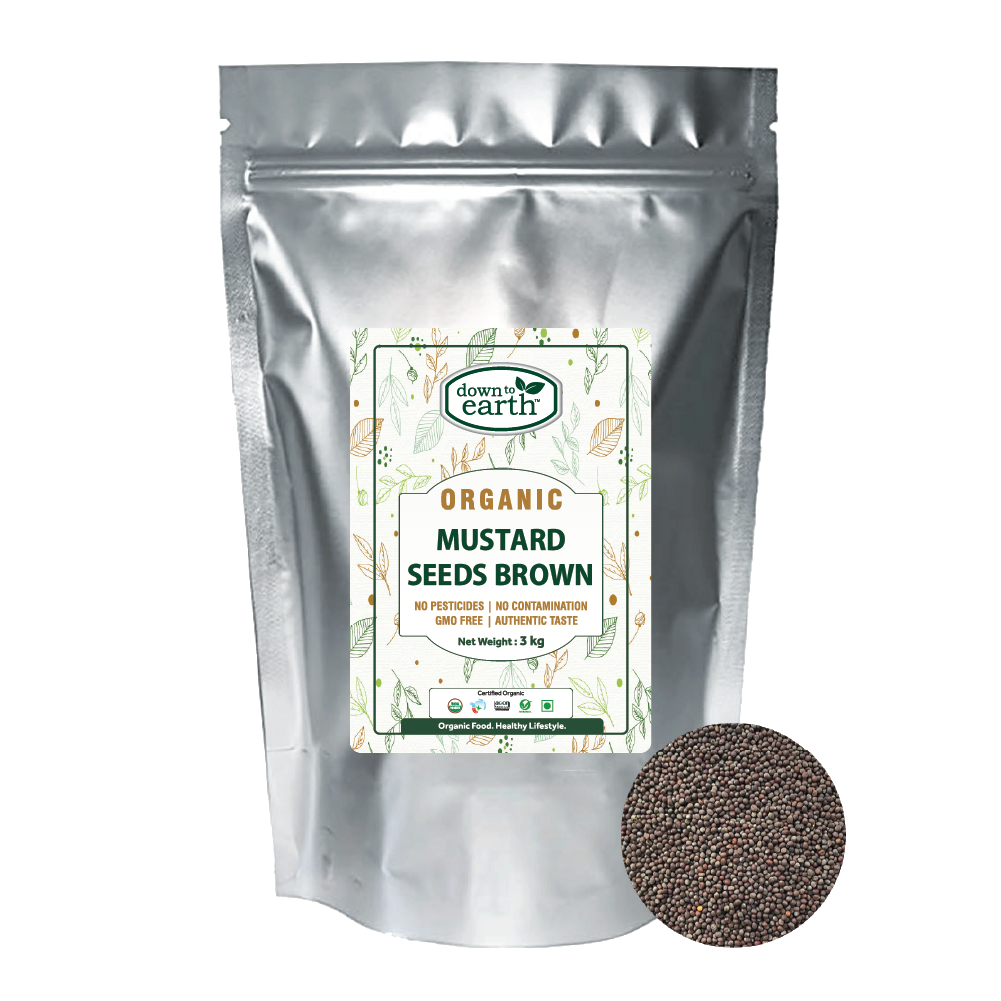 down to
earth™
ORGANIC
MUSTARD
SEEDS BROWN
NO PESTICIDES | NO CONTAMINATION
GMO FREE | AUTHENTIC TASTE
Net Weight : 3 kg
Certified Organic
Organic Food. Healthy Lifestyle.